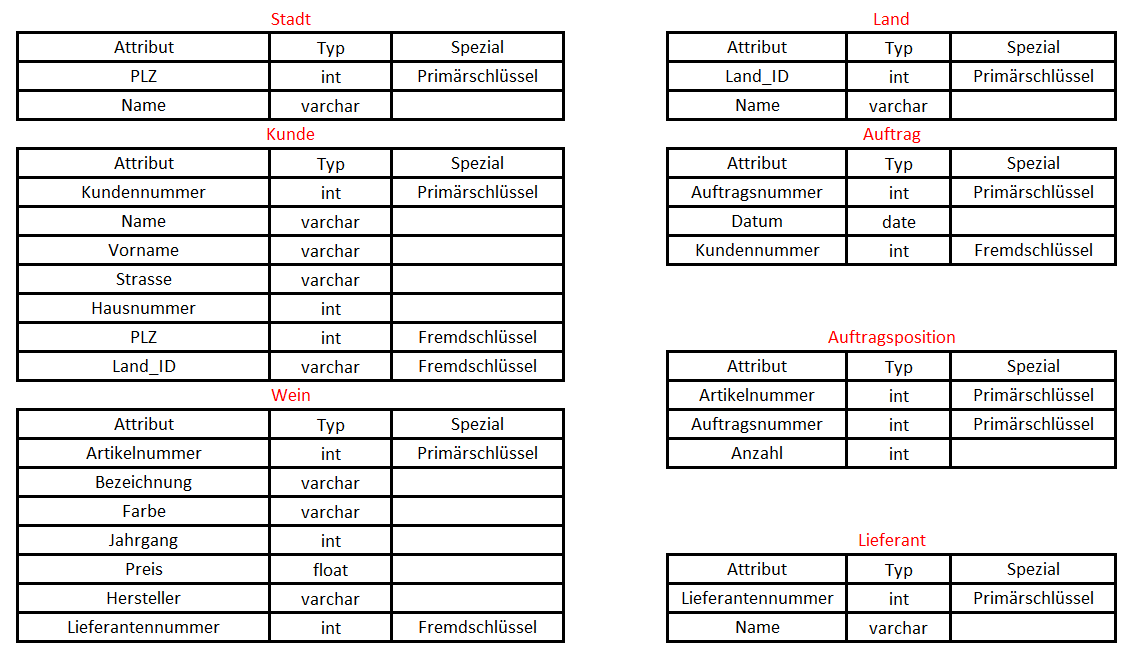 Stadt
Attribut Typ Spezial
PLZ int Primärschlüssel
Name varchar
Kunde
Attribut Typ Spezial
Kundennummer int Primärschlüssel
Name varchar
Vorname varchar
Strasse varchar
Hausnummer int
PLZ int Fremdschlüssel
Land_ID varchar Fremdschlüssel
Wein
Attribut Typ Spezial
Artikelnummer int Primärschlüssel
Bezeichnung varchar
Farbe varchar
Jahrgang int
Preis float
Hersteller varchar
Lieferantennummer int Fremdschlüssel
Land
Attribut Typ Spezial
Land_ID int Primärschlüssel
Name varchar
Auftrag
Attribut Typ Spezial
Auftragsnummer int Primärschlüssel
Datum date
Kundennummer int Fremdschlüssel
Auftragsposition
Attribut Typ Spezial
Artikelnummer int Primärschlüssel
Auftragsnummer int Primärschlüssel
Anzahl int
Lieferant
Attribut Typ Spezial
Lieferantennummer int Primärschlüssel
Name varchar